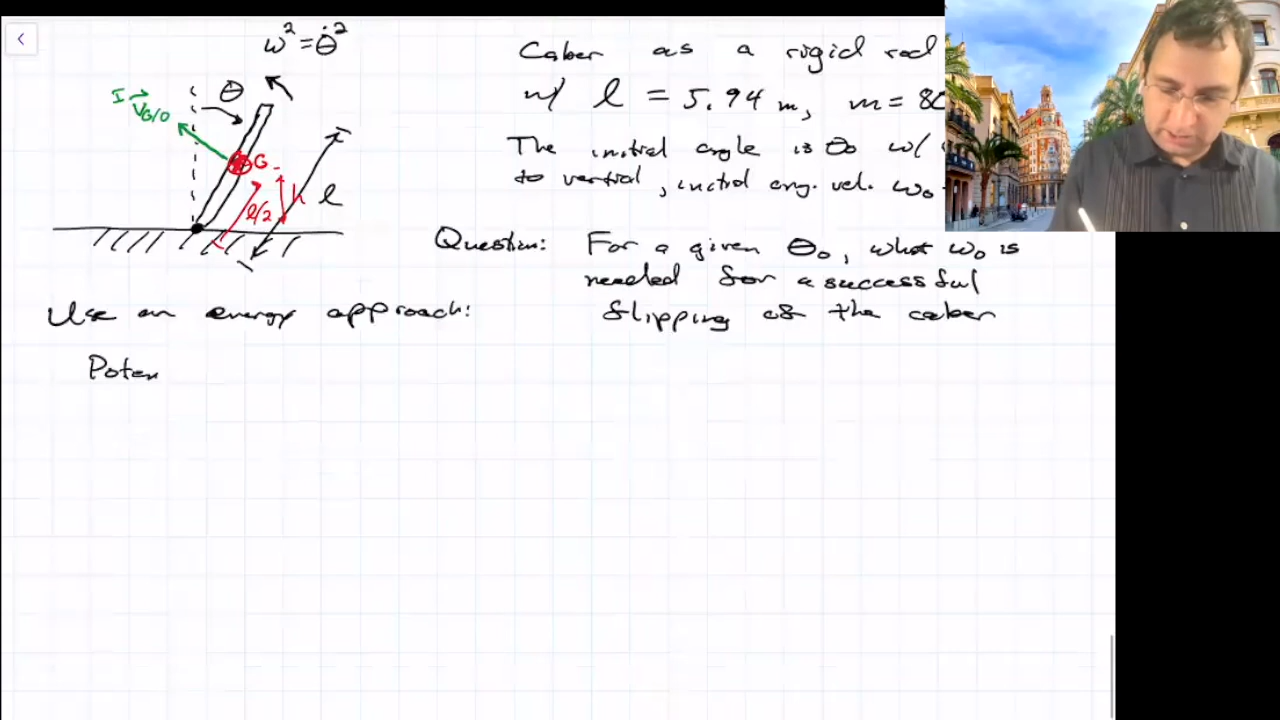 ω² = θ̇²
θ
I v⃗ G/O
G
h
l/2
l
Caber as a rigid rod
w/ l = 5.94 m, m = 80
The initial angle is θ₀ w/
to vertical, initial ang. vel. ω₀
Question: For a given θ₀, what ω₀ is
needed for a successful
flipping of the caber
Use an energy approach:
Poten